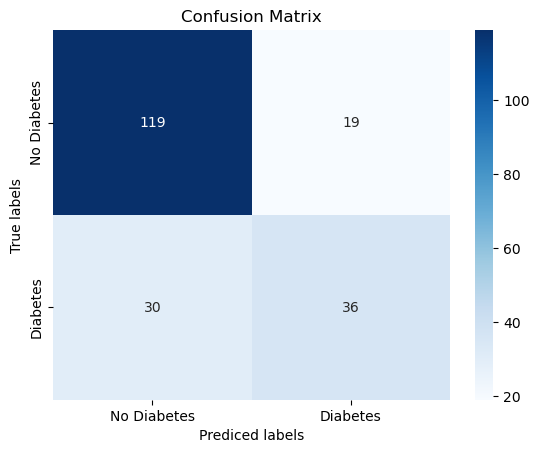 Confusion Matrix
No Diabetes
Diabetes
True labels
119
19
30
36
No Diabetes
Diabetes
Prediced labels
100
80
60
40
20